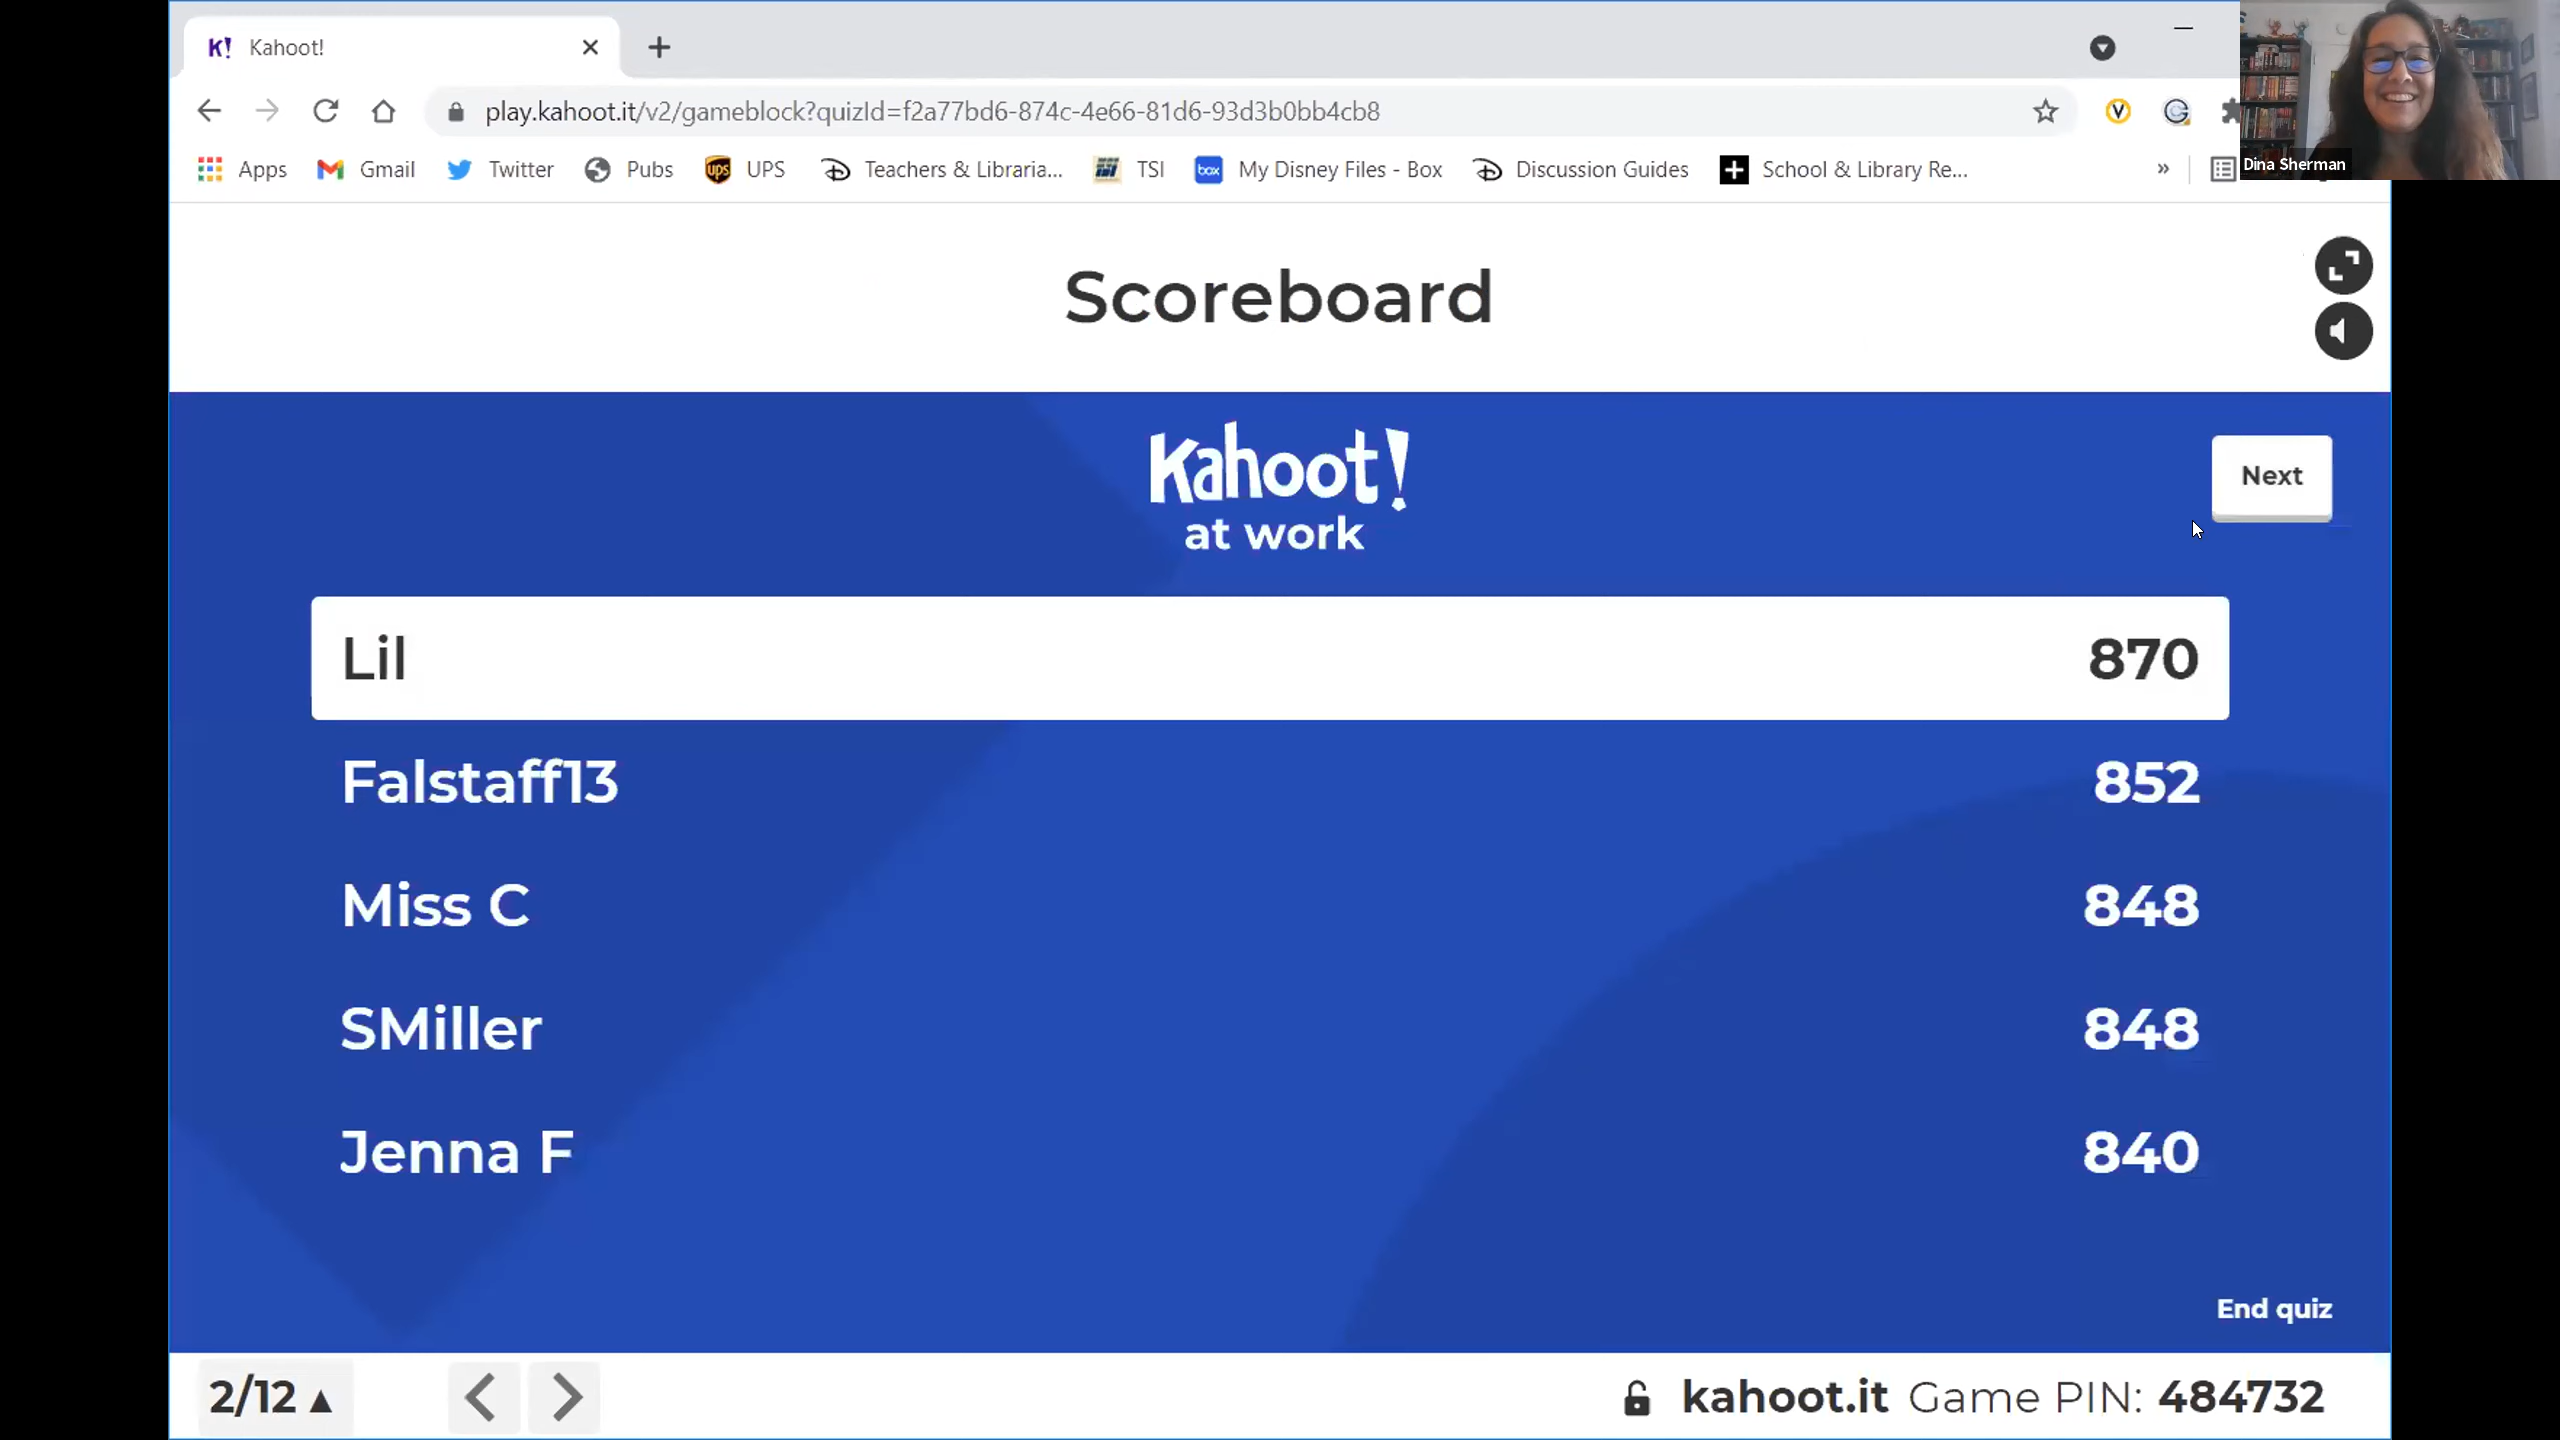 K! Kahoot!
play.kahoot.it/v2/gameblock?quizId=f2a77bd6-874c-4e66-81d6-93d3b0bb4cb8
Apps Gmail Twitter Pubs UPS Teachers & Libraria... TSI box My Disney Files - Box Discussion Guides School & Library Re... »
Dina Sherman
Scoreboard
Kahoot!
at work
Next
Lil 870
Falstaff13 852
Miss C 848
SMiller 848
Jenna F 840
End quiz
2/12 ▲
kahoot.it Game PIN: 484732